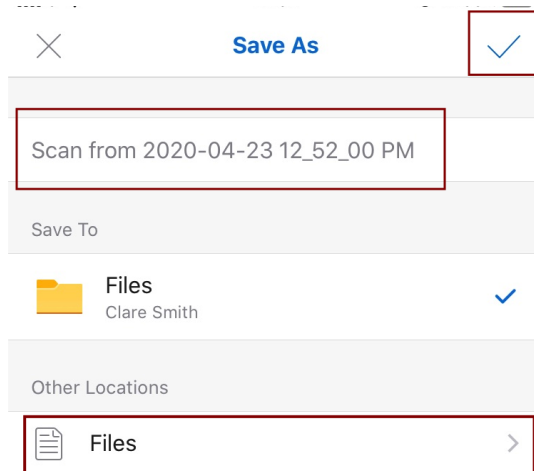 Save As
Scan from 2020-04-23 12_52_00 PM
Save To
Files
Clare Smith
Other Locations
Files